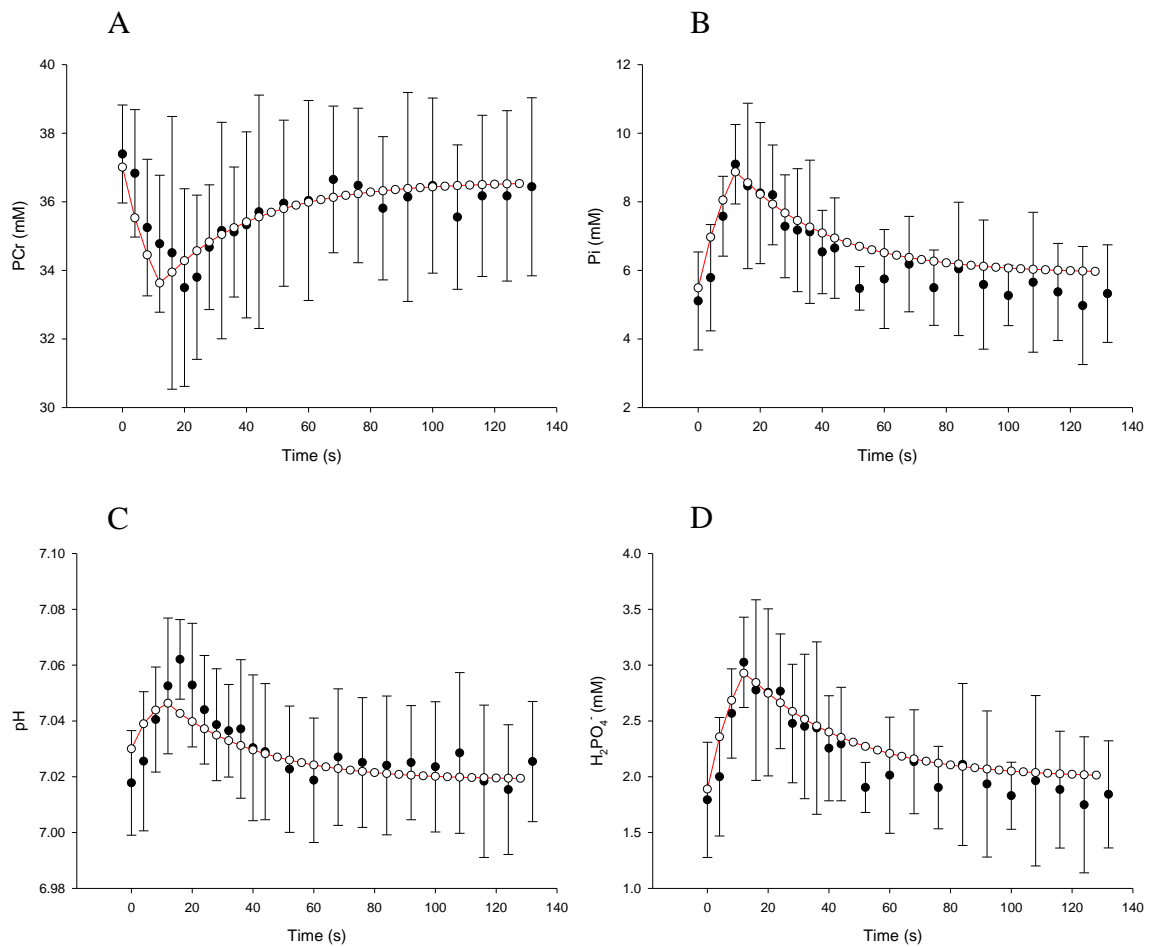 A
PCr (mM)
40
38
36
34
32
30
0 20 40 60 80 100 120 140
Time (s)
B
Pi (mM)
12
10
8
6
4
2
0 20 40 60 80 100 120 140
Time (s)
C
pH
7.10
7.08
7.06
7.04
7.02
7.00
6.98
0 20 40 60 80 100 120 140
Time (s)
D
H₂PO₄⁻ (mM)
4.0
3.5
3.0
2.5
2.0
1.5
1.0
0 20 40 60 80 100 120 140
Time (s)